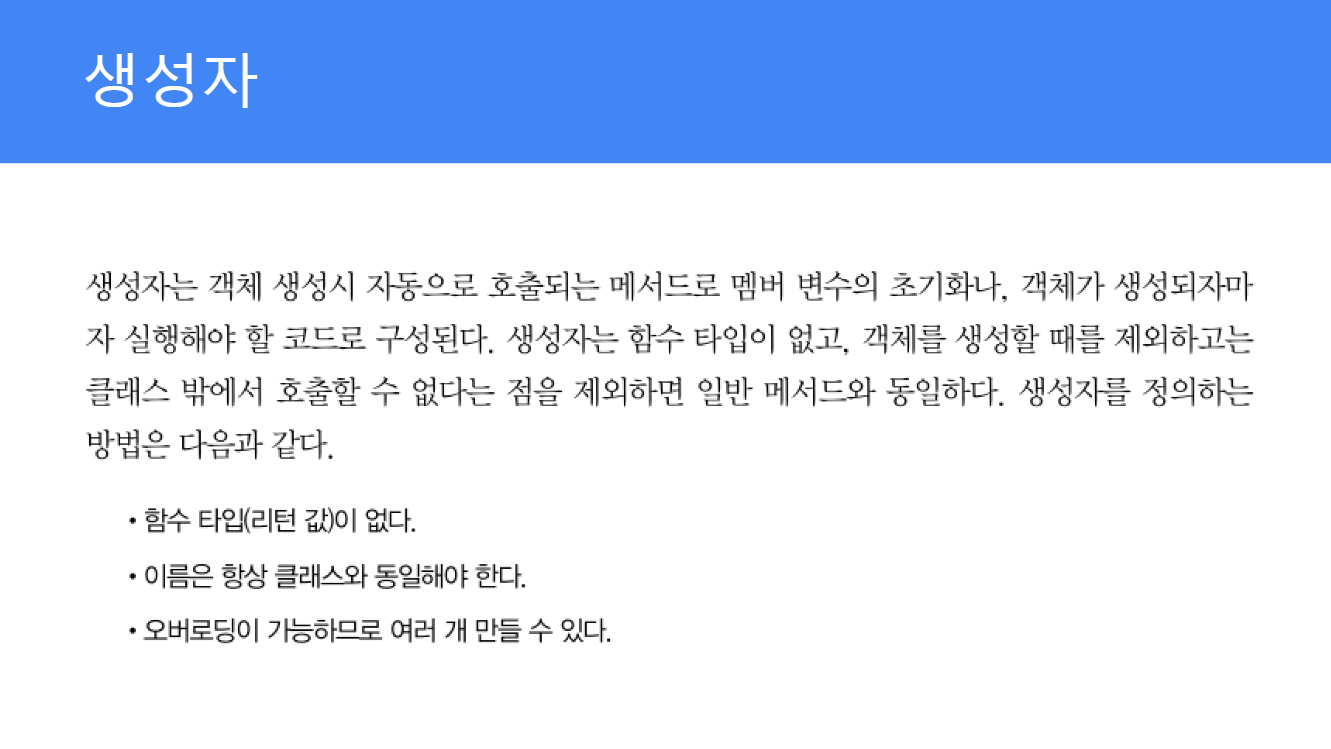 생성자
생성자는 객체 생성시 자동으로 호출되는 메서드로 멤버 변수의 초기화나, 객체가 생성되자마
자 실행해야 할 코드로 구성된다. 생성자는 함수 타입이 없고, 객체를 생성할 때를 제외하고는
클래스 밖에서 호출할 수 없다는 점을 제외하면 일반 메서드와 동일하다. 생성자를 정의하는
방법은 다음과 같다.
• 함수 타입(리턴 값)이 없다.
• 이름은 항상 클래스와 동일해야 한다.
• 오버로딩이 가능하므로 여러 개 만들 수 있다.